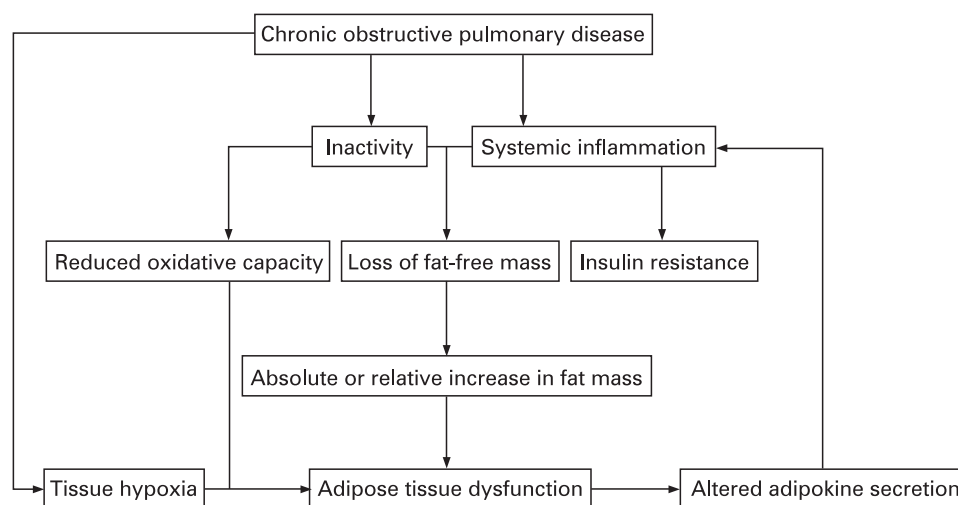 Chronic obstructive pulmonary disease
Inactivity
Systemic inflammation
Reduced oxidative capacity
Loss of fat-free mass
Insulin resistance
Absolute or relative increase in fat mass
Tissue hypoxia
Adipose tissue dysfunction
Altered adipokine secretion